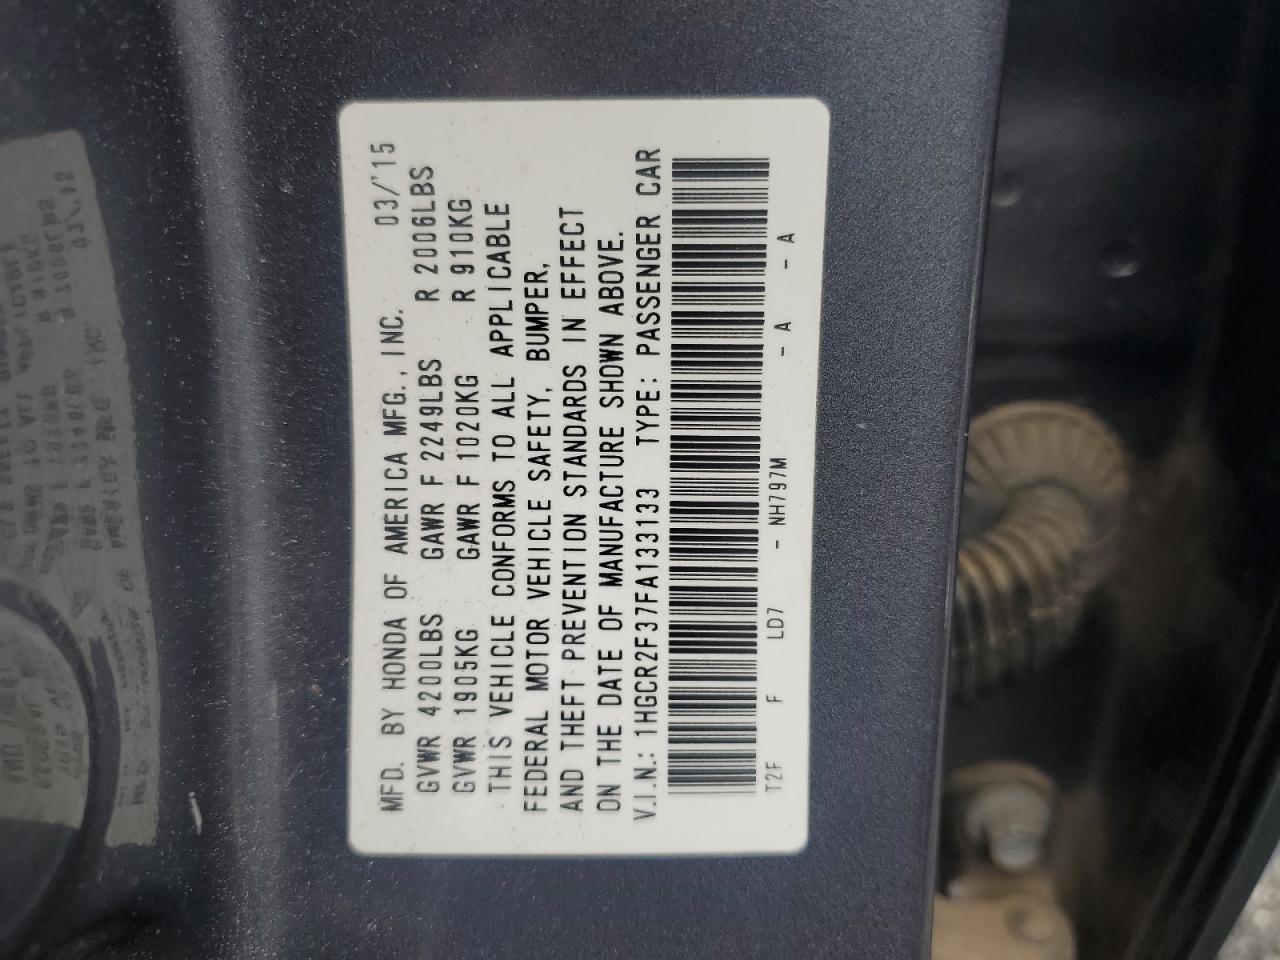 MFD. BY HONDA OF AMERICA MFG.,INC. 03/'15
GVWR 4200LBS GAWR F 2249LBS R 2006LBS
GVWR 1905KG GAWR F 1020KG R 910KG
THIS VEHICLE CONFORMS TO ALL APPLICABLE
FEDERAL MOTOR VEHICLE SAFETY, BUMPER,
AND THEFT PREVENTION STANDARDS IN EFFECT
ON THE DATE OF MANUFACTURE SHOWN ABOVE.
V.I.N.: 1HGCR2F37FA133133 TYPE: PASSENGER CAR
T2F F LD7 - NH797M - A - A